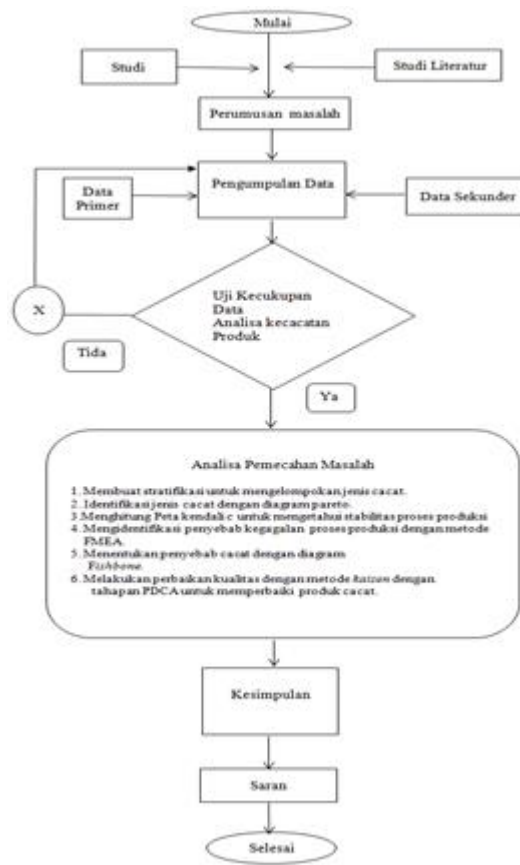 Mulai
Studi
Studi Literatur
Perumusan masalah
Pengumpulan Data
Data
Primer
Data Sekunder
Uji Kecukupan
Data
Analisa kecacatan
Produk
X
Tida
Ya
Analisa Pemecahan Masalah
1. Membuat stratifikasi untuk mengelompokan jenis cacat.
2. Identifikasi jenis cacat dengan diagram pareto.
3. Menghitung Peta kendali c untuk mengetahui stabilitas proses produksi
4. Mengidentifikasi penyebab kegagalan proses produksi dengan metode
FMEA.
5. Menentukan penyebab cacat dengan diagram
Fishbone.
6. Melakukan perbaikan kualitas dengan metode kaizen dengan
tahapan PDCA untuk memperbaiki produk cacat.
Kesimpulan
Saran
Selesai